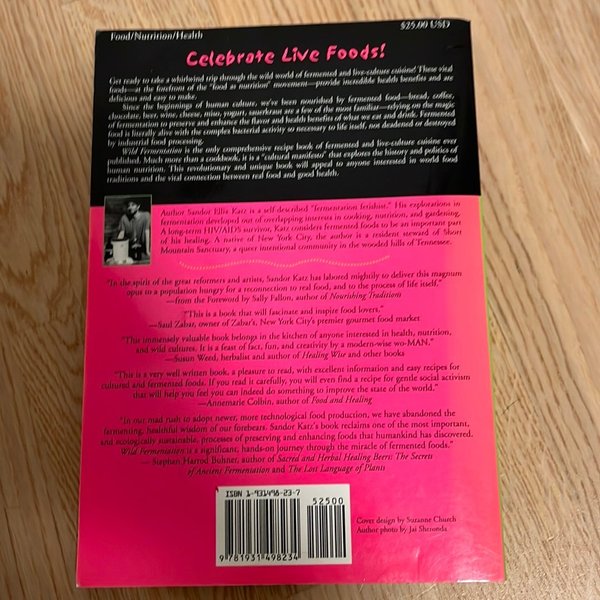 Food/Nutrition/Health
$25.00 USD
Celebrate Live Foods!
Get ready to take a whirlwind trip through the wild world of fermented and live-culture cuisine! These vital
foods—at the forefront of the "food as nutrition" movement—provide incredible health benefits and are
delicious and easy to make.
Since the beginnings of human culture, we've been nourished by fermented food—bread, coffee,
chocolate, beer, wine, cheese, miso, yogurt, sauerkraut are a few of the most familiar—relying on the magic
of fermentation to preserve and enhance the flavor and health benefits of what we eat and drink. Fermented
food is literally alive with the complex bacterial activity so necessary to life itself, not deadened or destroyed
by industrial food processing.
Wild Fermentation is the only comprehensive recipe book of fermented and live-culture cuisine ever
published. Much more than a cookbook, it is a "cultural manifesto" that explores the history and politics of
human nutrition. This revolutionary and unique book will appeal to anyone interested in world food
traditions and the vital connection between real food and good health.
Author Sandor Ellix Katz is a self-described "fermentation fetishist." His explorations in
fermentation developed out of overlapping interests in cooking, nutrition, and gardening.
A long-term HIV/AIDS survivor, Katz considers fermented foods to be an important part
of his healing. A native of New York City, the author is a resident steward of Short
Mountain Sanctuary, a queer intentional community in the wooded hills of Tennessee.
"In the spirit of the great reformers and artists, Sandor Katz has labored mightily to deliver this magnum
opus to a population hungry for a reconnection to real food, and to the process of life itself."
—from the Foreword by Sally Fallon, author of Nourishing Traditions
"This is a book that will fascinate and inspire food lovers."
—Saul Zabar, owner of Zabar's, New York City's premier gourmet food market
"This immensely valuable book belongs in the kitchen of anyone interested in health, nutrition,
and wild cultures. It is a feast of fact, fun, and creativity by a modern-wise wo-MAN."
—Susun Weed, herbalist and author of Healing Wise and other books
"This is a very well written book, a pleasure to read, with excellent information and easy recipes for
cultured and fermented foods. If you read it carefully, you will even find a recipe for gentle social activism
that will help you feel you can indeed do something to improve the state of the world."
—Annemarie Colbin, author of Food and Healing
"In our mad rush to adopt newer, more technological food production, we have abandoned the
fermenting, healthful wisdom of our forebears. Sandor Katz's book reclaims one of the most important,
and ecologically sustainable, processes of preserving and enhancing foods that humankind has discovered.
Wild Fermentation is a significant, hands-on journey through the miracle of fermented foods."
— Stephen Harrod Buhner, author of Sacred and Herbal Healing Beers: The Secrets
of Ancient Fermentation and The Lost Language of Plants
ISBN 1-931498-23-7
52500
9 781931 498234
Cover design by Suzanne Church
Author photo by Jai Sheronda